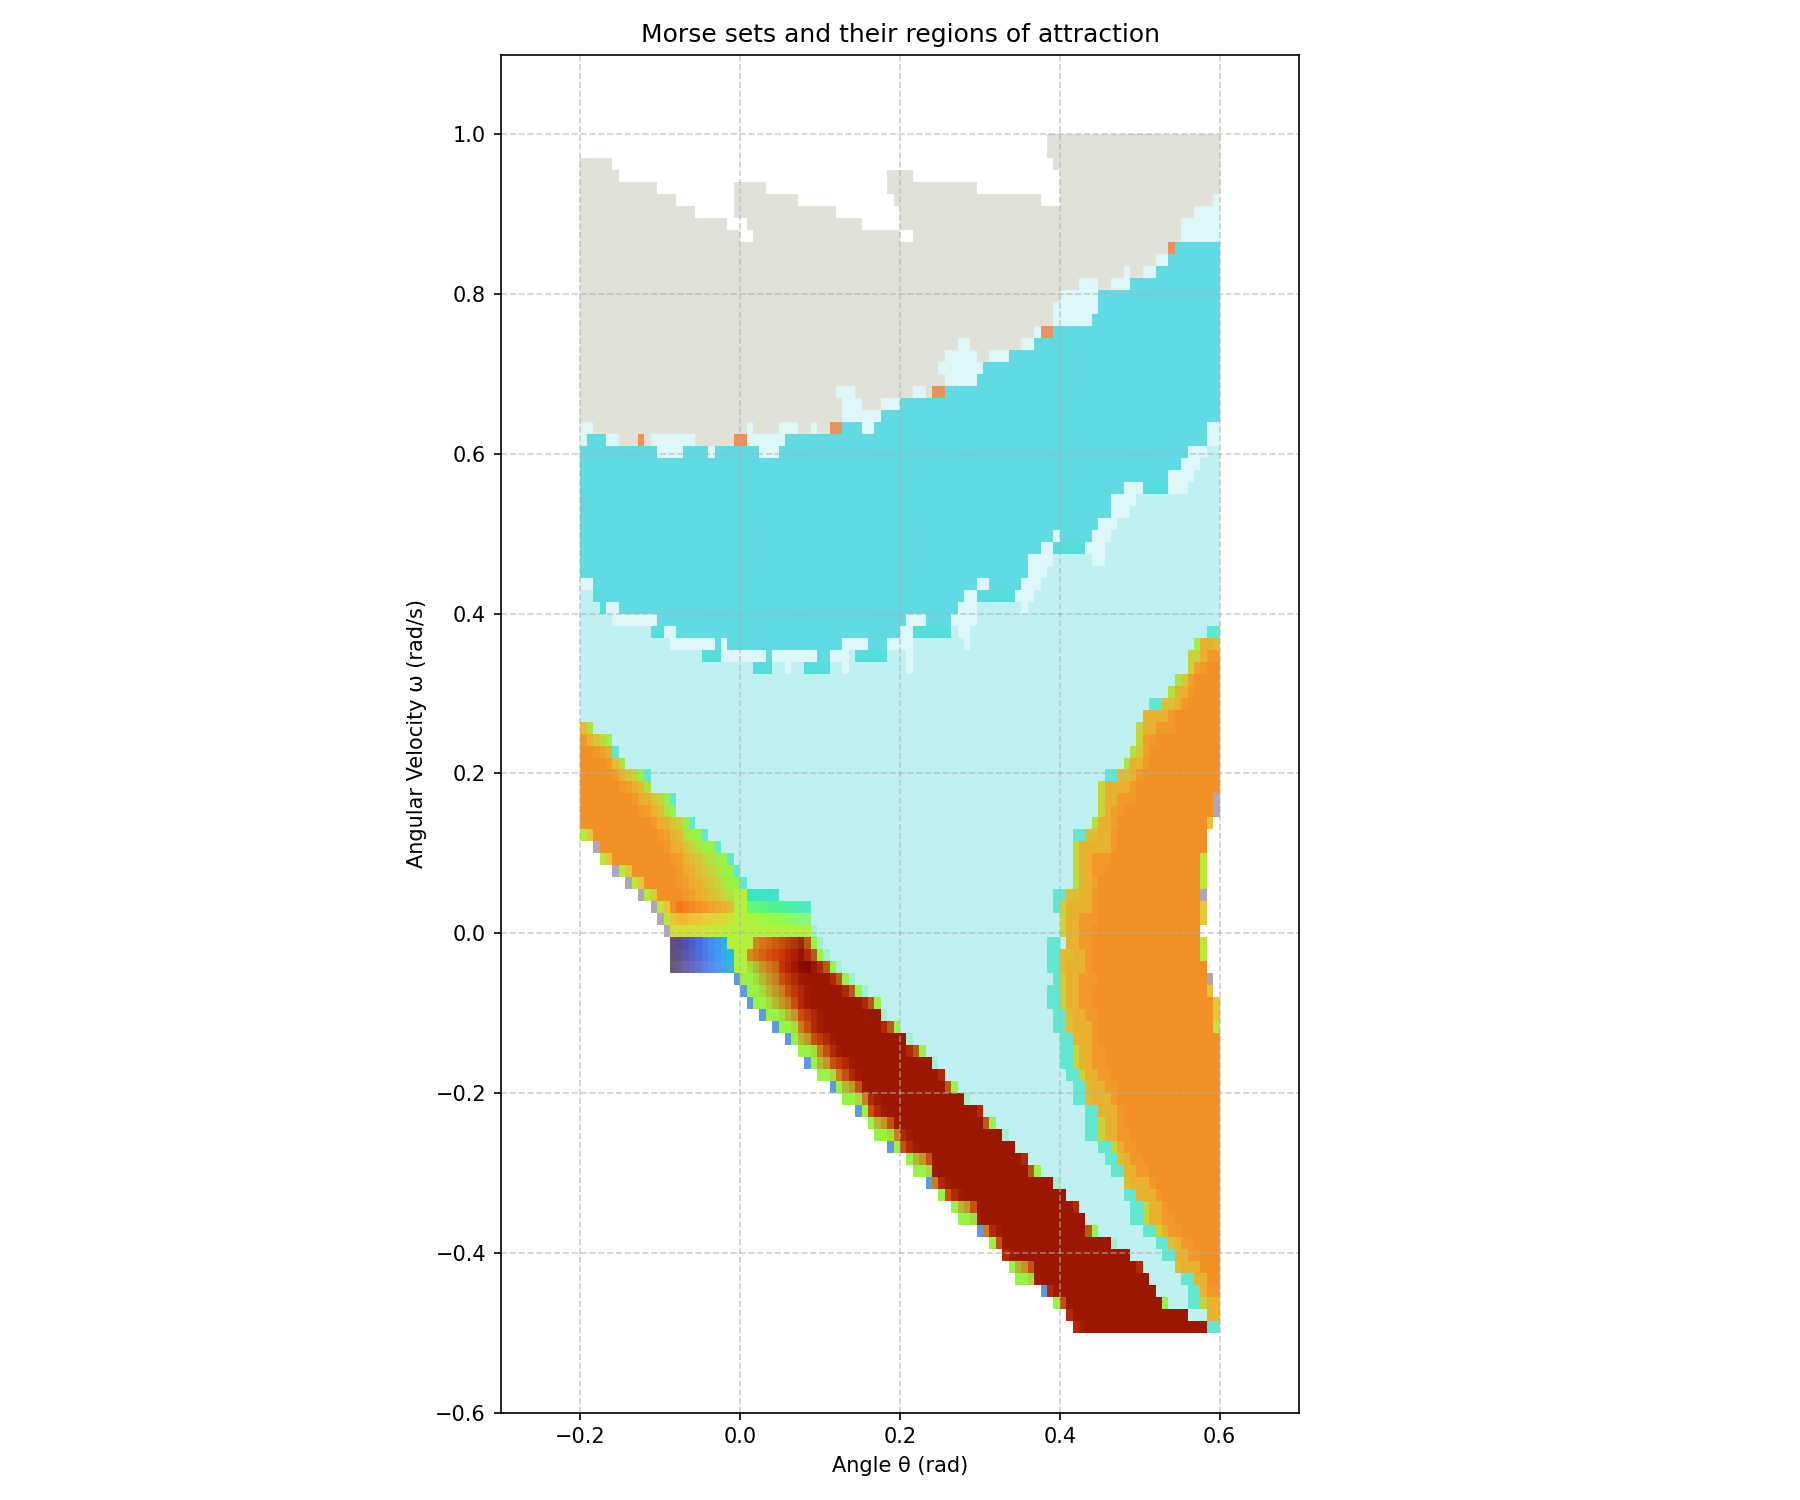 Morse sets and their regions of attraction
1.0
0.8
0.6
0.4
0.2
0.0
−0.2
−0.4
−0.6
Angular Velocity ω (rad/s)
−0.2 0.0 0.2 0.4 0.6
Angle θ (rad)